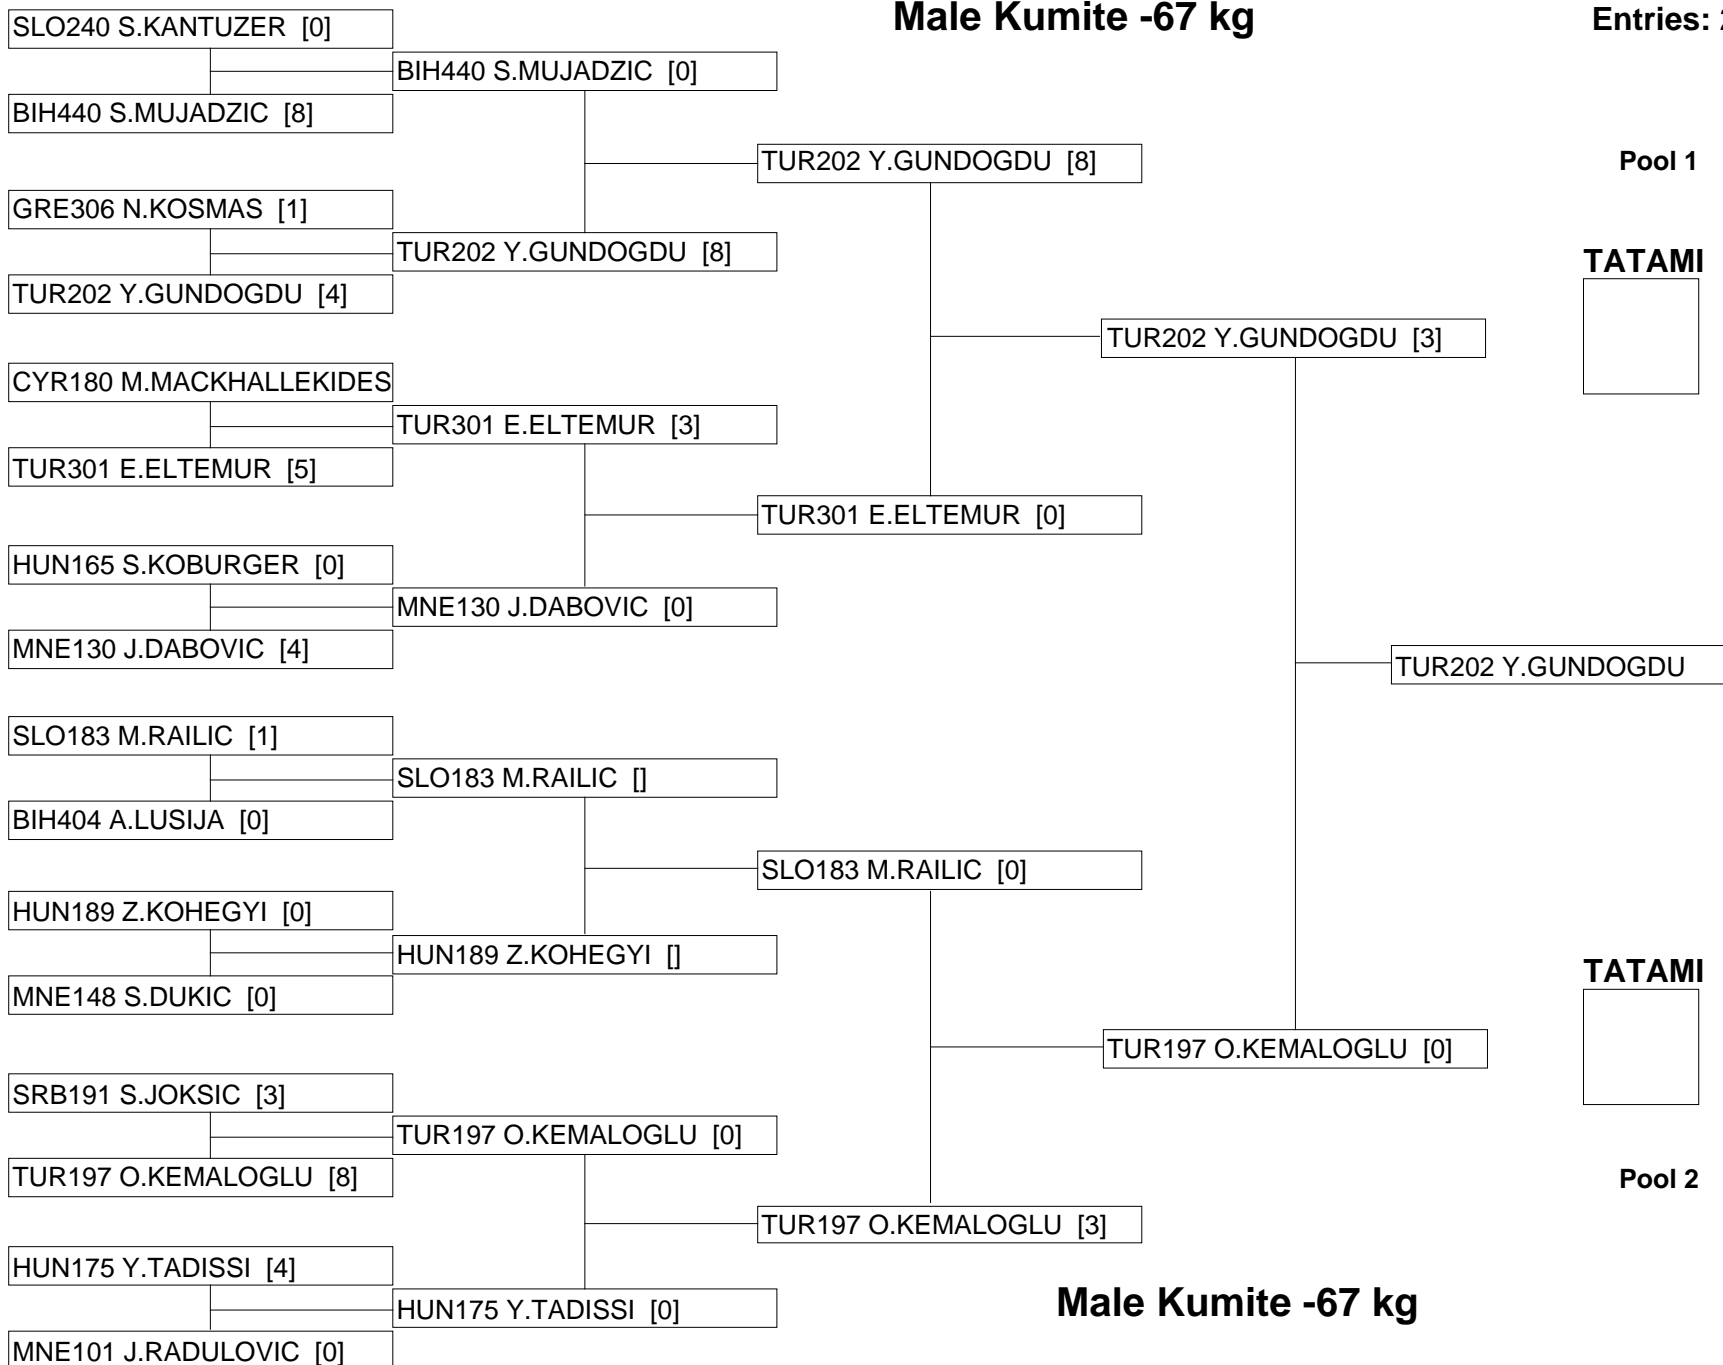 Male Kumite -67 kg
Entries:
SLO240 S.KANTUZER [0]
BIH440 S.MUJADZIC [0]
BIH440 S.MUJADZIC [8]
TUR202 Y.GUNDOGDU [8]
Pool 1
GRE306 N.KOSMAS [1]
TUR202 Y.GUNDOGDU [8]
TATAMI
TUR202 Y.GUNDOGDU [4]
TUR202 Y.GUNDOGDU [3]
CYR180 M.MACKHALLEKIDES
TUR301 E.ELTEMUR [3]
TUR301 E.ELTEMUR [5]
TUR301 E.ELTEMUR [0]
HUN165 S.KOBURGER [0]
MNE130 J.DABOVIC [0]
MNE130 J.DABOVIC [4]
TUR202 Y.GUNDOGDU
SLO183 M.RAILIC [1]
SLO183 M.RAILIC []
BIH404 A.LUSIJA [0]
SLO183 M.RAILIC [0]
HUN189 Z.KOHEGYI [0]
HUN189 Z.KOHEGYI []
TATAMI
MNE148 S.DUKIC [0]
TUR197 O.KEMALOGLU [0]
SRB191 S.JOKSIC [3]
TUR197 O.KEMALOGLU [0]
TUR197 O.KEMALOGLU [8]
Pool 2
TUR197 O.KEMALOGLU [3]
HUN175 Y.TADISSI [4]
HUN175 Y.TADISSI [0]
Male Kumite -67 kg
MNE101 J.RADULOVIC [0]